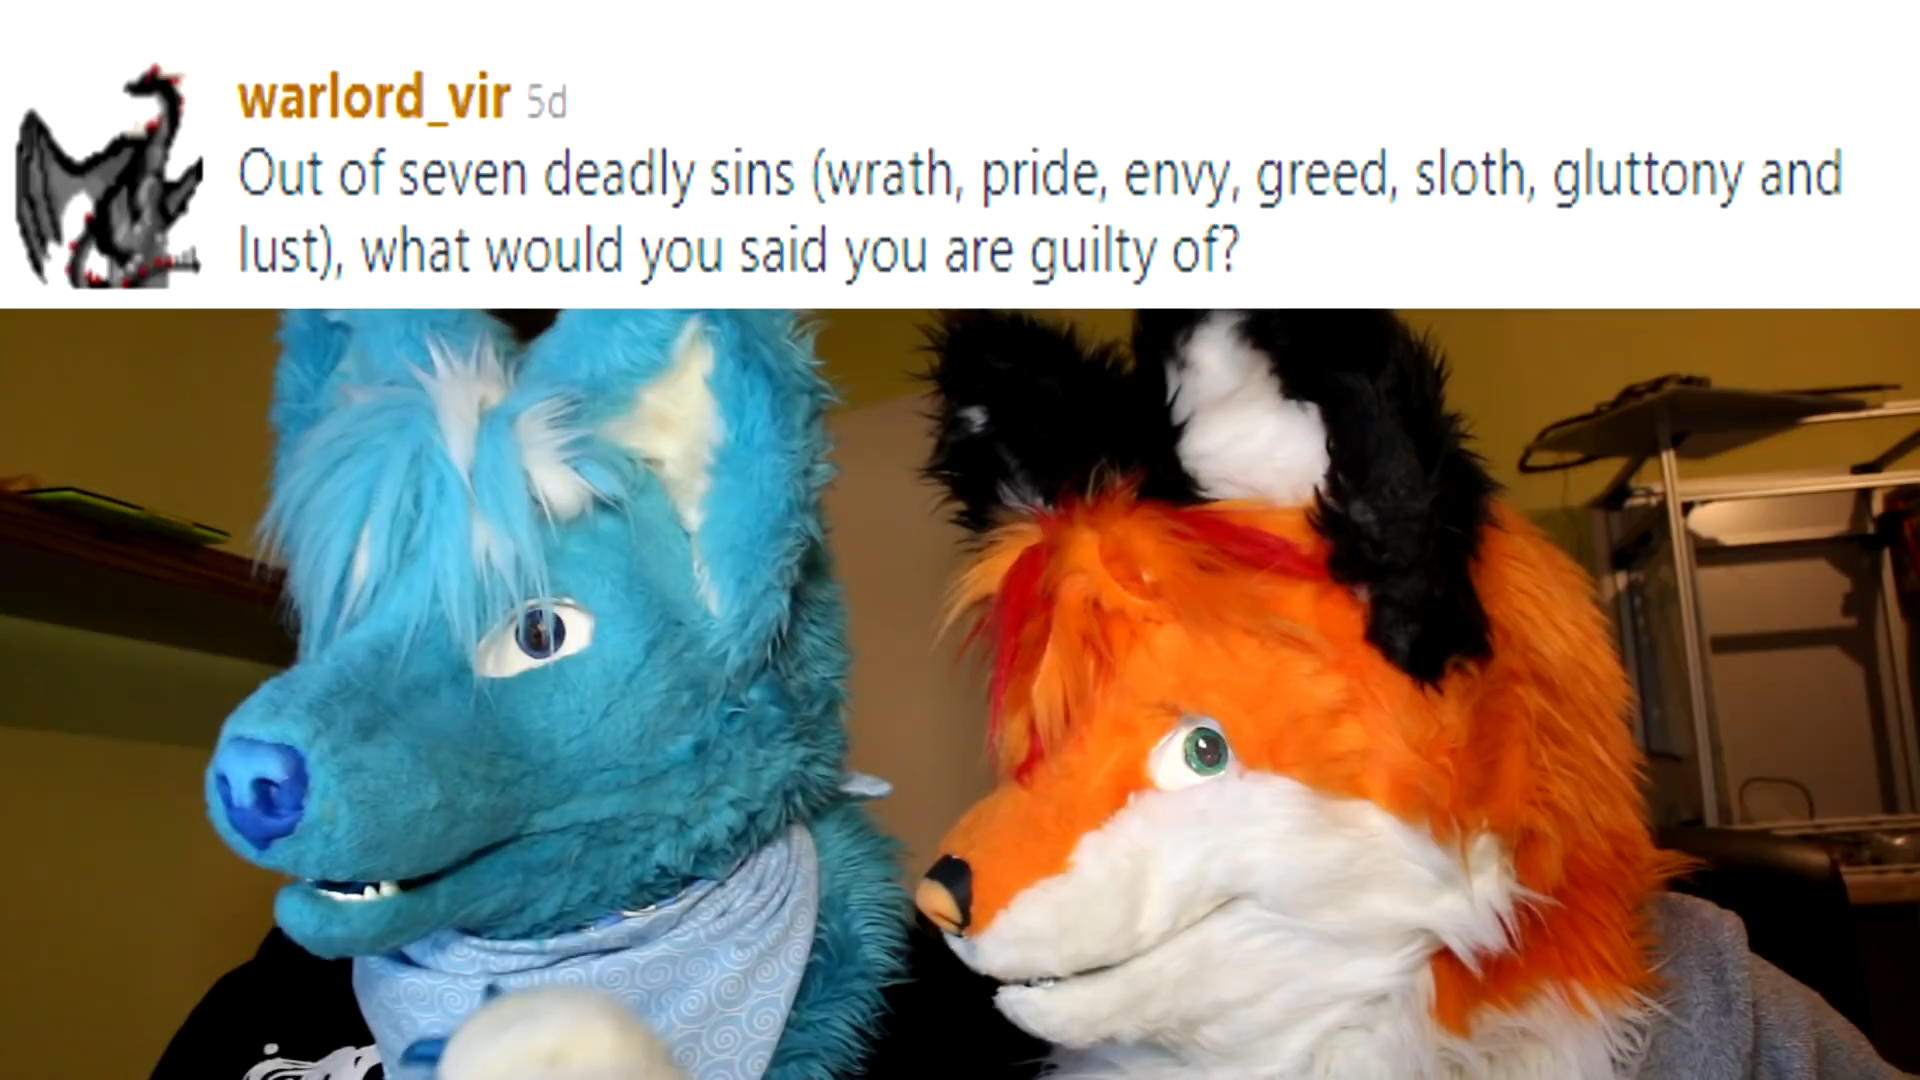 warlord_vir 5d
Out of seven deadly sins (wrath, pride, envy, greed, sloth, gluttony and
lust), what would you said you are guilty of?